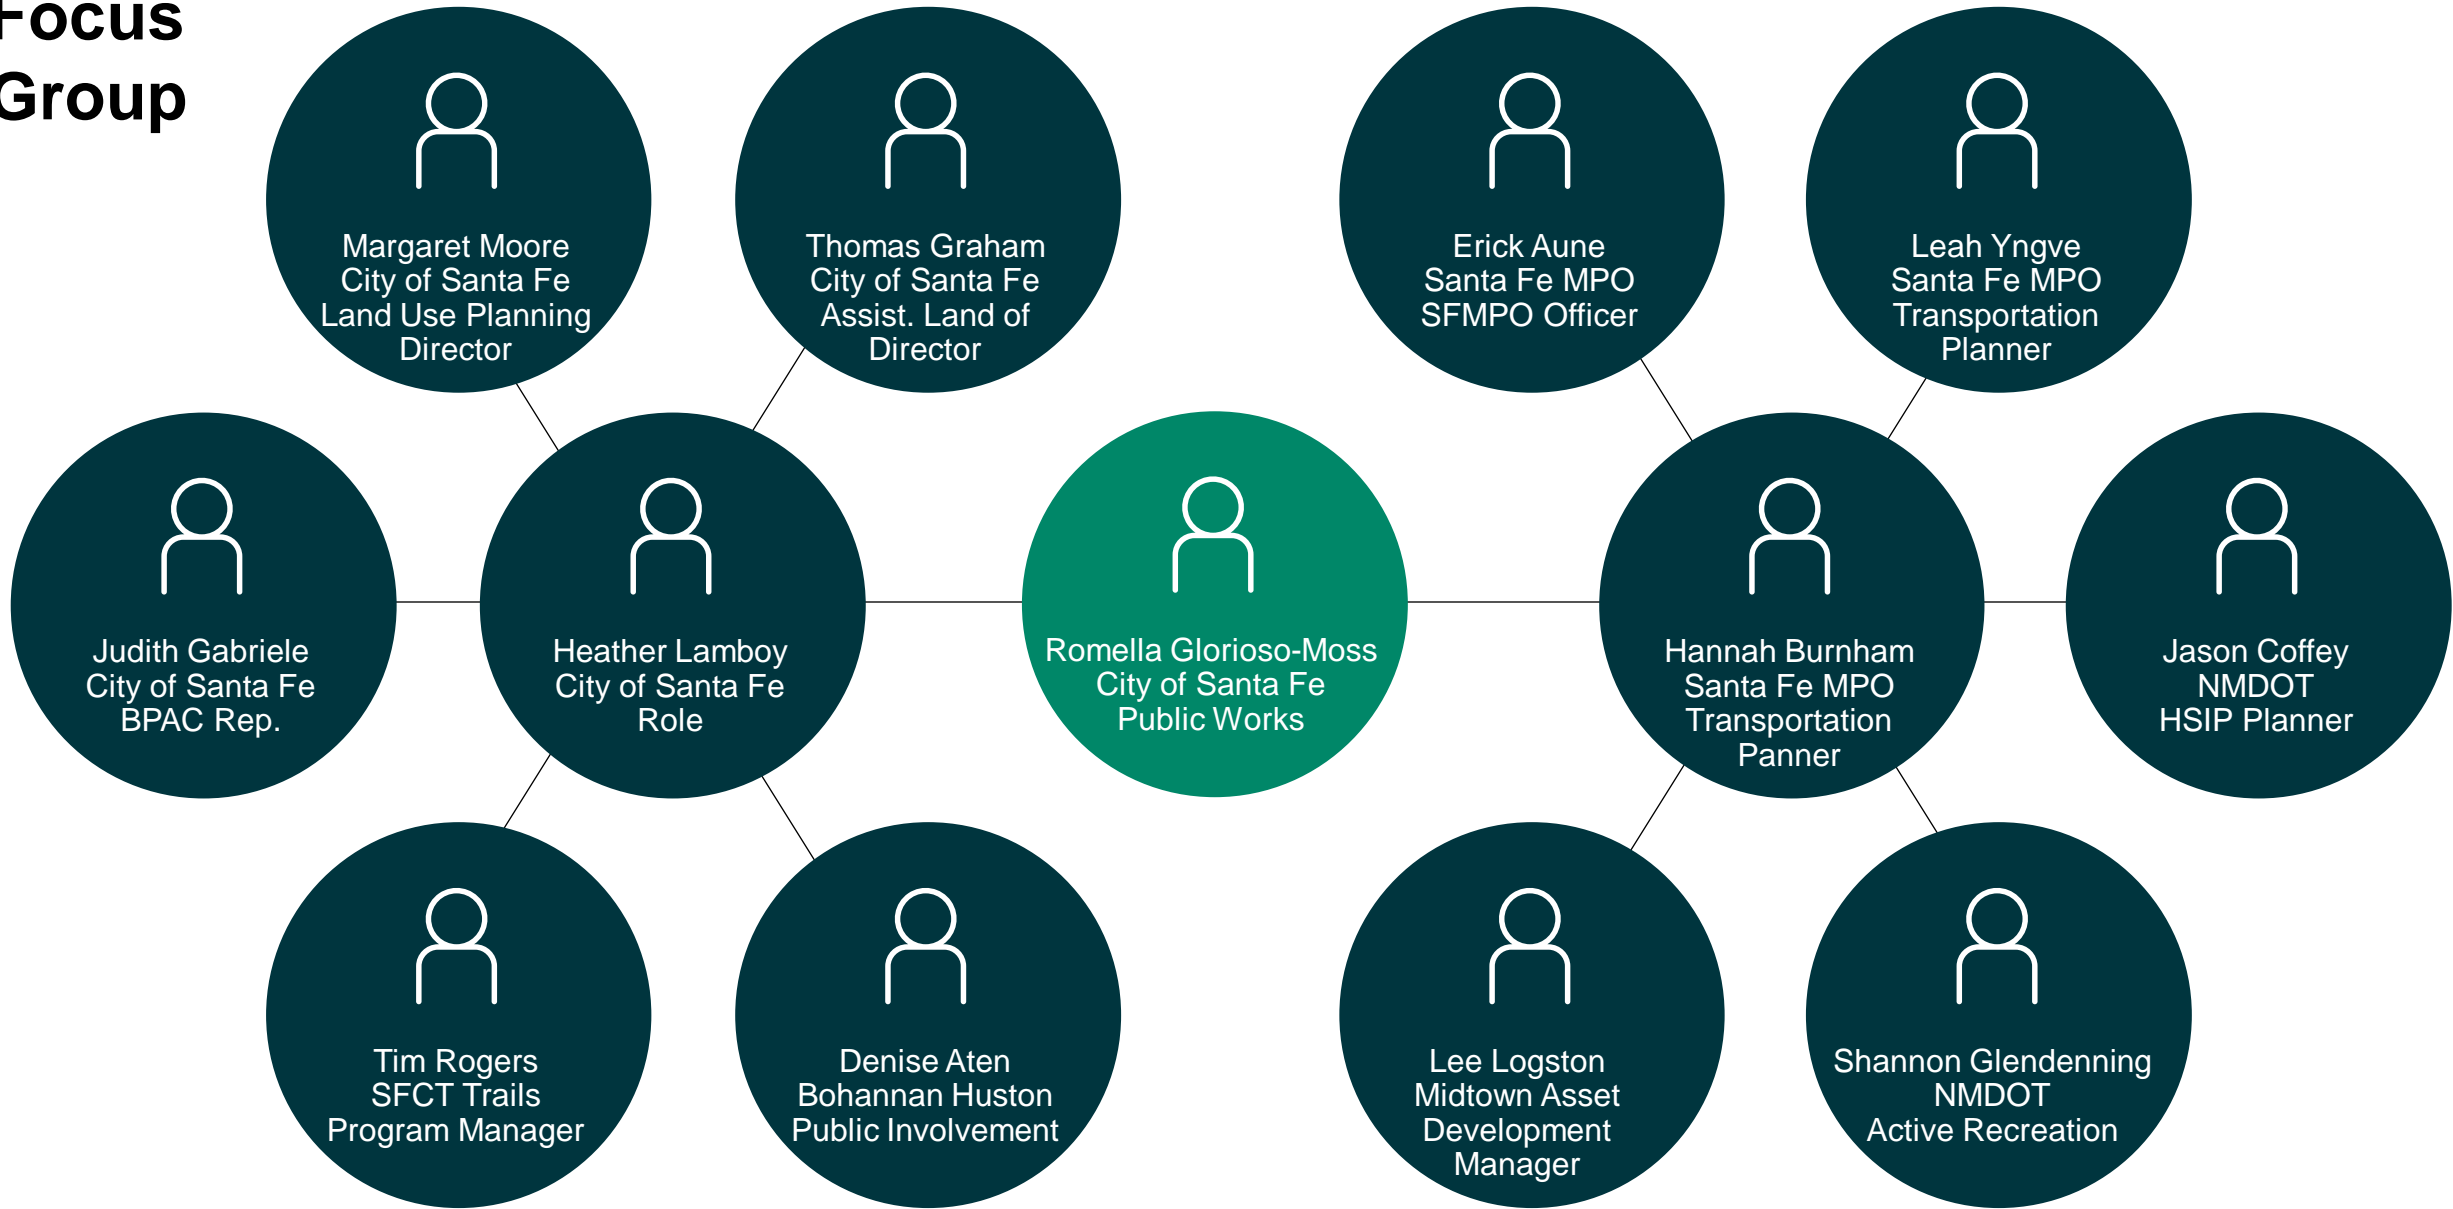 Focus
Group
Margaret Moore
City of Santa Fe
Land Use Planning
Director
Thomas Graham
City of Santa Fe
Assist. Land of
Director
Erick Aune
Santa Fe MPO
SFMPO Officer
Leah Yngve
Santa Fe MPO
Transportation
Planner
Judith Gabriele
City of Santa Fe
BPAC Rep.
Heather Lamboy
City of Santa Fe
Role
Romella Glorioso-Moss
City of Santa Fe
Public Works
Hannah Burnham
Santa Fe MPO
Transportation
Panner
Jason Coffey
NMDOT
HSIP Planner
Tim Rogers
SFCT Trails
Program Manager
Denise Aten
Bohannan Huston
Public Involvement
Lee Logston
Midtown Asset
Development
Manager
Shannon Glendenning
NMDOT
Active Recreation